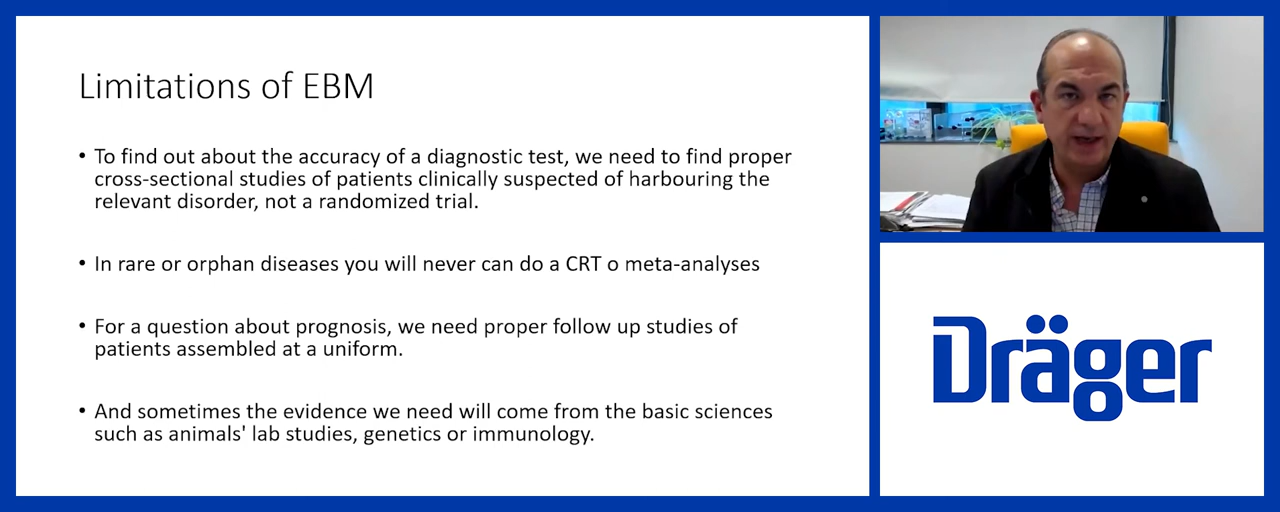 Limitations of EBM
• To find out about the accuracy of a diagnostic test, we need to find proper
cross-sectional studies of patients clinically suspected of harbouring the
relevant disorder, not a randomized trial.
• In rare or orphan diseases you will never can do a CRT o meta-analyses
• For a question about prognosis, we need proper follow up studies of
patients assembled at a uniform.
• And sometimes the evidence we need will come from the basic sciences
such as animals' lab studies, genetics or immunology.
Dräger